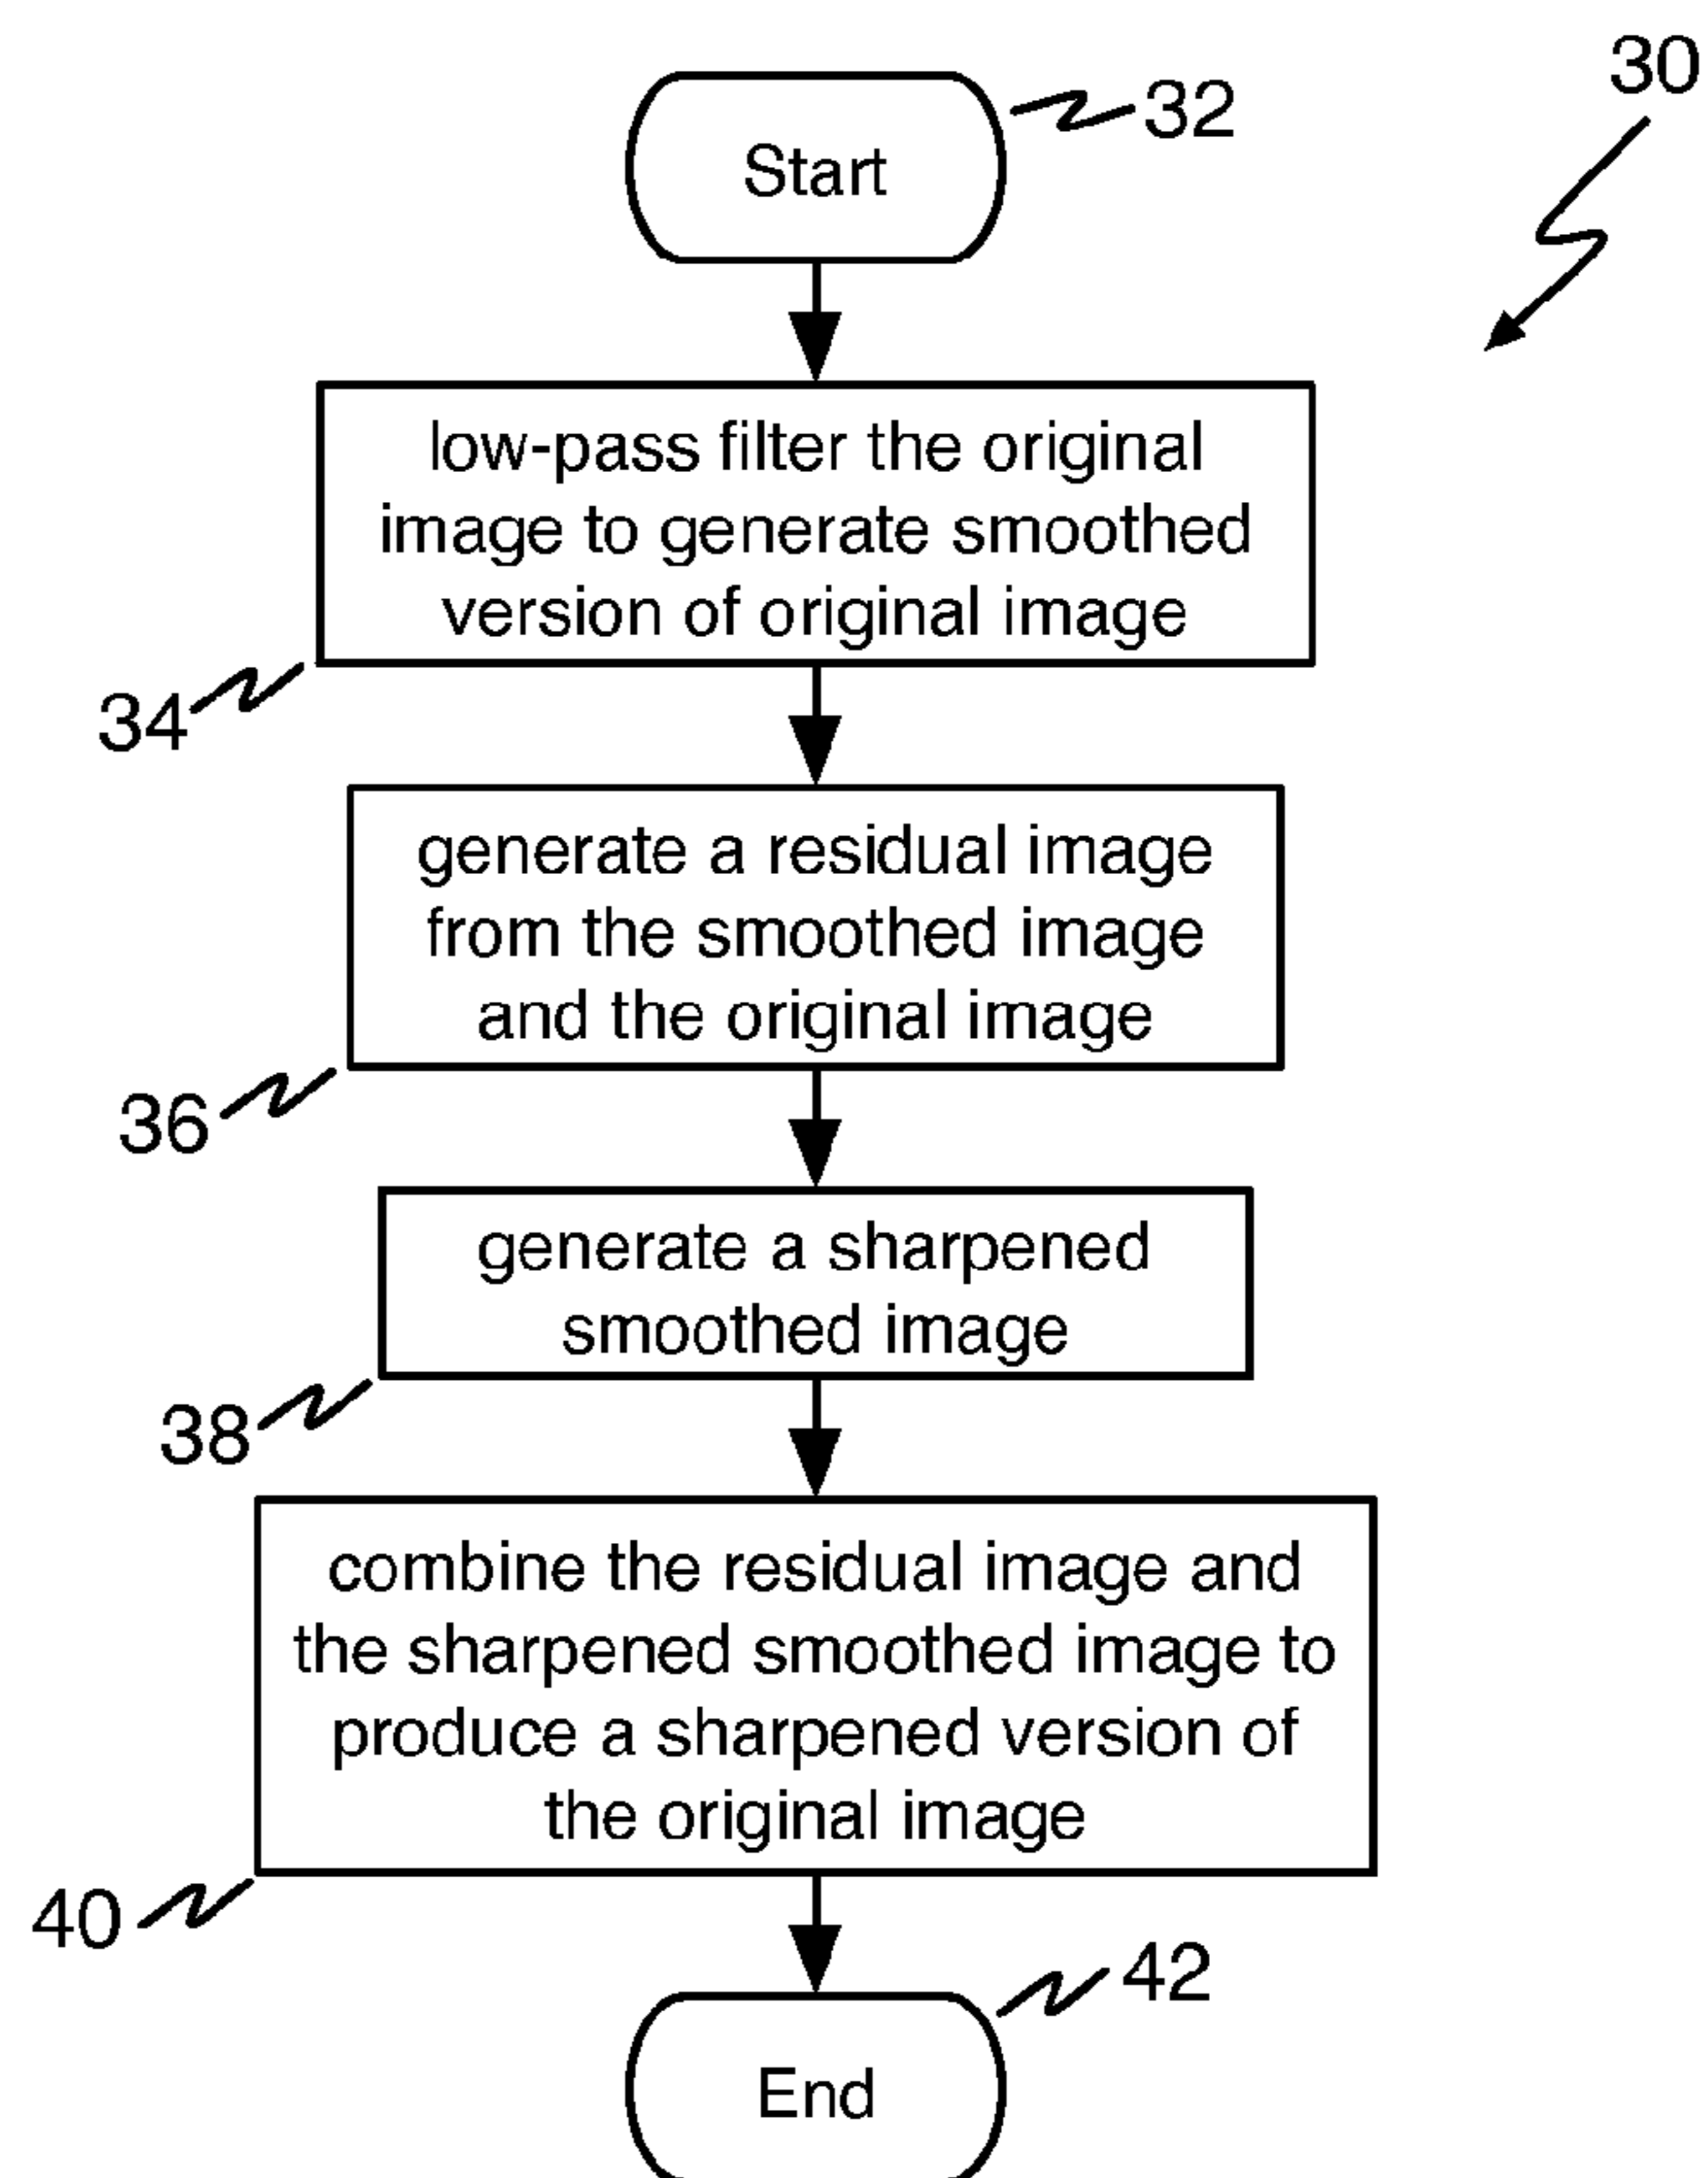 30
32
Start
low-pass filter the original
image to generate smoothed
version of original image
34
generate a residual image
from the smoothed image
and the original image
36
generate a sharpened
smoothed image
38
combine the residual image and
the sharpened smoothed image to
produce a sharpened version of
the original image
40
42
End